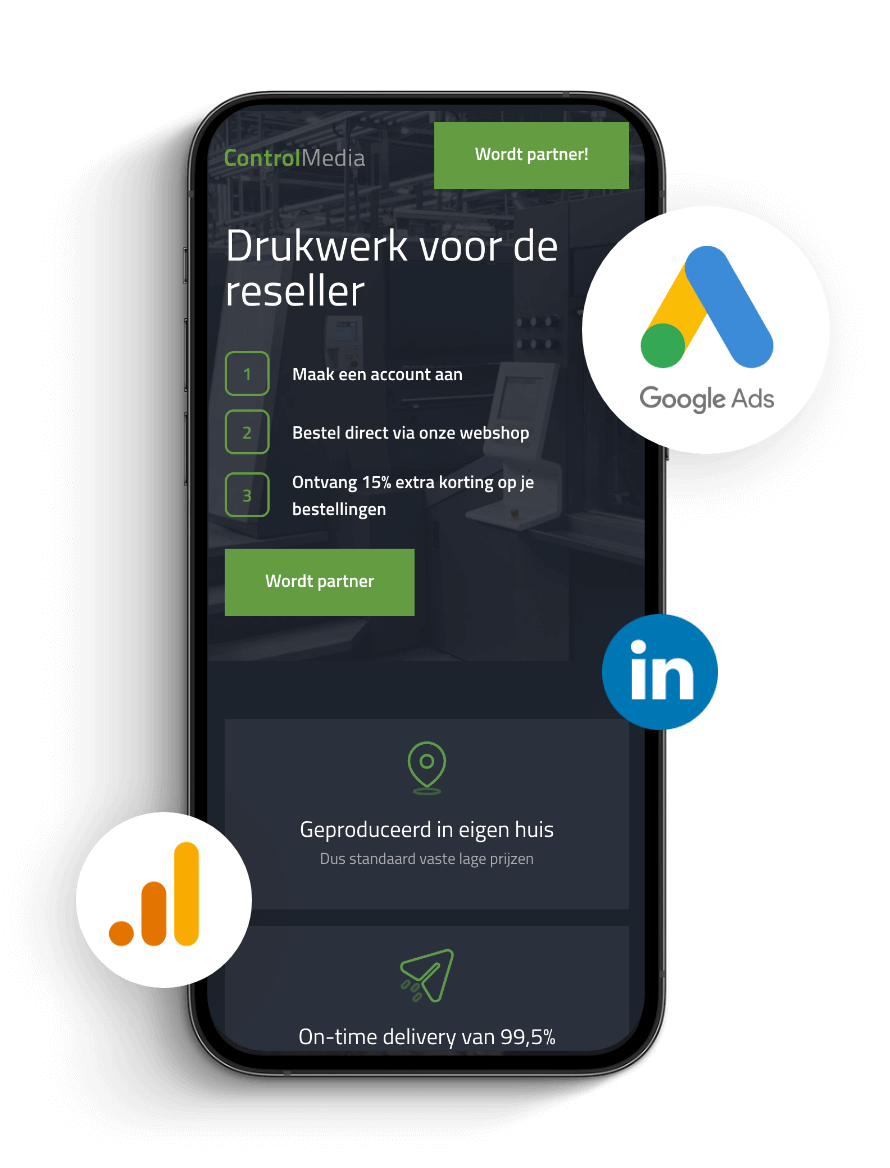 ControlMedia
Wordt partner!
Drukwerk voor de
reseller
1
Maak een account aan
2
Bestel direct via onze webshop
3
Ontvang 15% extra korting op je
bestellingen
Wordt partner
Google Ads
in
Geproduceerd in eigen huis
Dus standaard vaste lage prijzen
On-time delivery van 99,5%